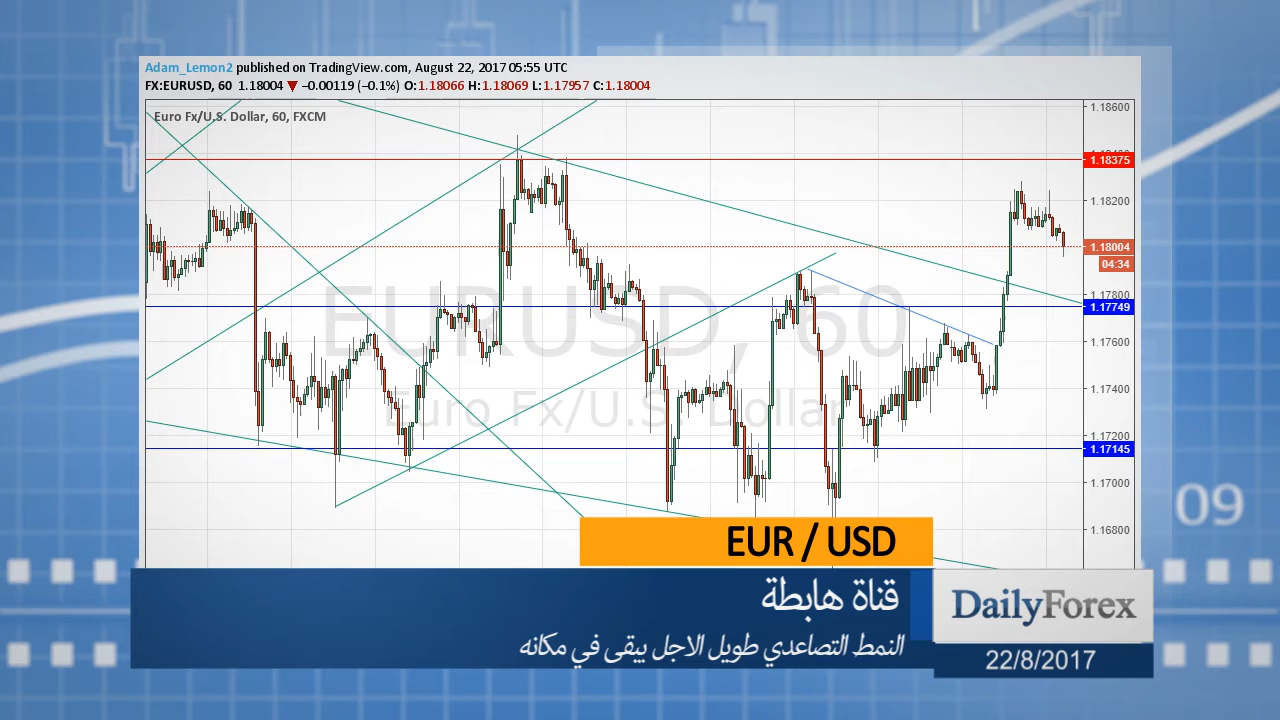 Adam_Lemon2 published on TradingView.com, August 22, 2017 05:55 UTC
FX:EURUSD, 60 1.18004 ▼ −0.00119 (−0.1%) O:1.18066 H:1.18069 L:1.17957 C:1.18004
Euro Fx/U.S. Dollar, 60, FXCM
1.18600
1.18375
1.18200
1.18004
04:34
1.17800
1.17749
1.17600
1.17400
1.17200
1.17145
1.17000
1.16800
EURUSD, 60
Euro Fx/U.S. Dollar
09
EUR / USD
قناة هابطة
النمط التصاعدي طويل الاجل يبقى في مكانه
DailyForex
22/8/2017